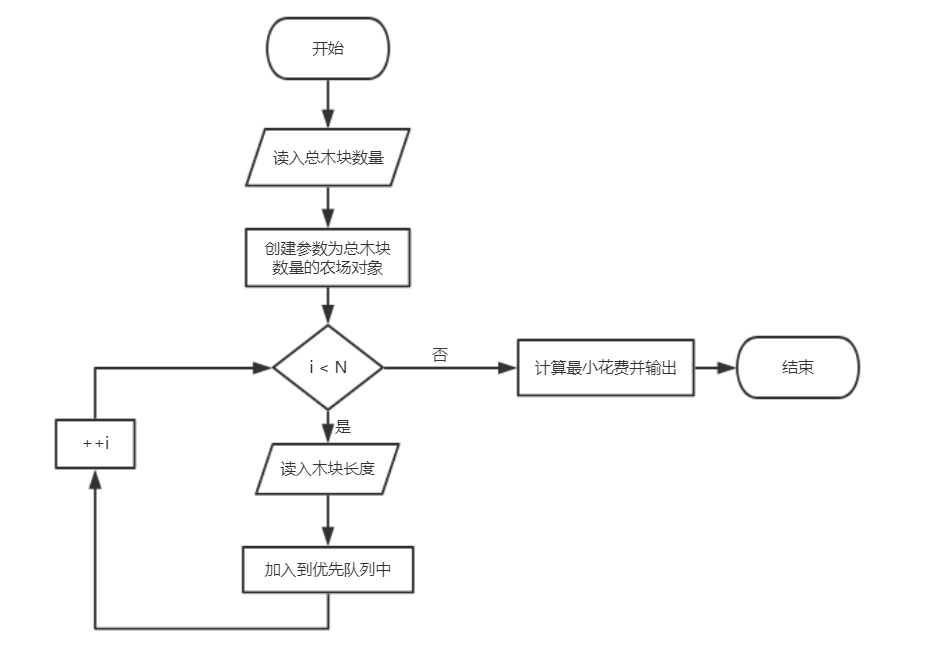 开始
读入总木块数量
创建参数为总木块
数量的农场对象
i < N
否
计算最小花费并输出
结束
是
++i
读入木块长度
加入到优先队列中